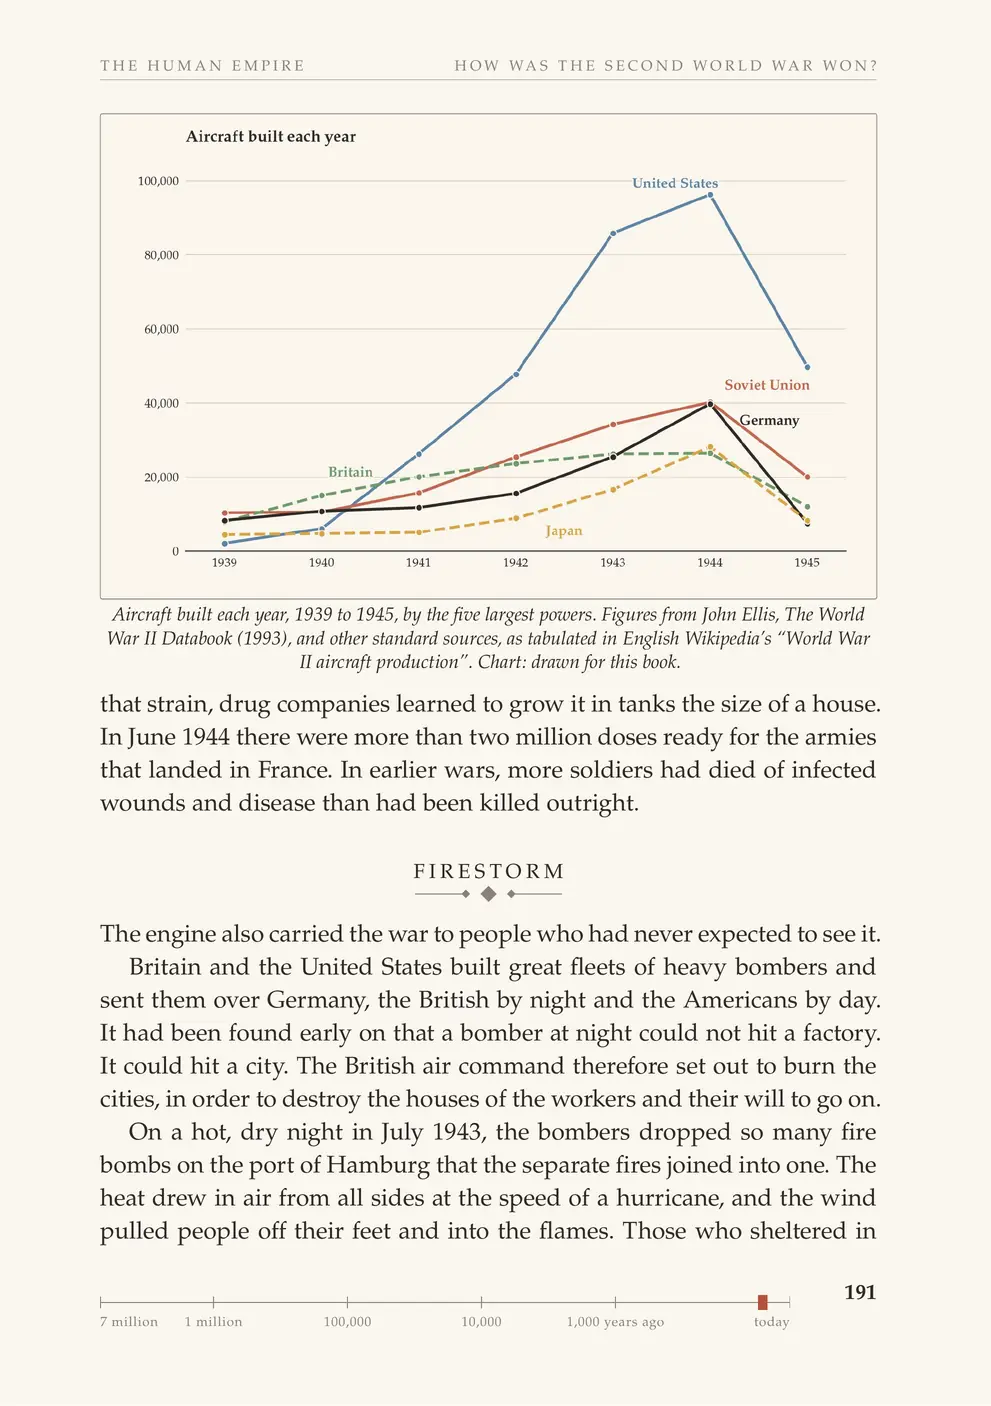 THE HUMAN EMPIRE
HOW WAS THE SECOND WORLD WAR WON?
Aircraft built each year
100,000
80,000
60,000
40,000
20,000
0
United States
Soviet Union
Germany
Britain
Japan
1939 1940 1941 1942 1943 1944 1945
Aircraft built each year, 1939 to 1945, by the five largest powers. Figures from John Ellis, The World
War II Databook (1993), and other standard sources, as tabulated in English Wikipedia’s “World War
II aircraft production”. Chart: drawn for this book.
that strain, drug companies learned to grow it in tanks the size of a house.
In June 1944 there were more than two million doses ready for the armies
that landed in France. In earlier wars, more soldiers had died of infected
wounds and disease than had been killed outright.
FIRESTORM
The engine also carried the war to people who had never expected to see it.
Britain and the United States built great fleets of heavy bombers and
sent them over Germany, the British by night and the Americans by day.
It had been found early on that a bomber at night could not hit a factory.
It could hit a city. The British air command therefore set out to burn the
cities, in order to destroy the houses of the workers and their will to go on.
On a hot, dry night in July 1943, the bombers dropped so many fire
bombs on the port of Hamburg that the separate fires joined into one. The
heat drew in air from all sides at the speed of a hurricane, and the wind
pulled people off their feet and into the flames. Those who sheltered in
191
7 million 1 million 100,000 10,000 1,000 years ago today